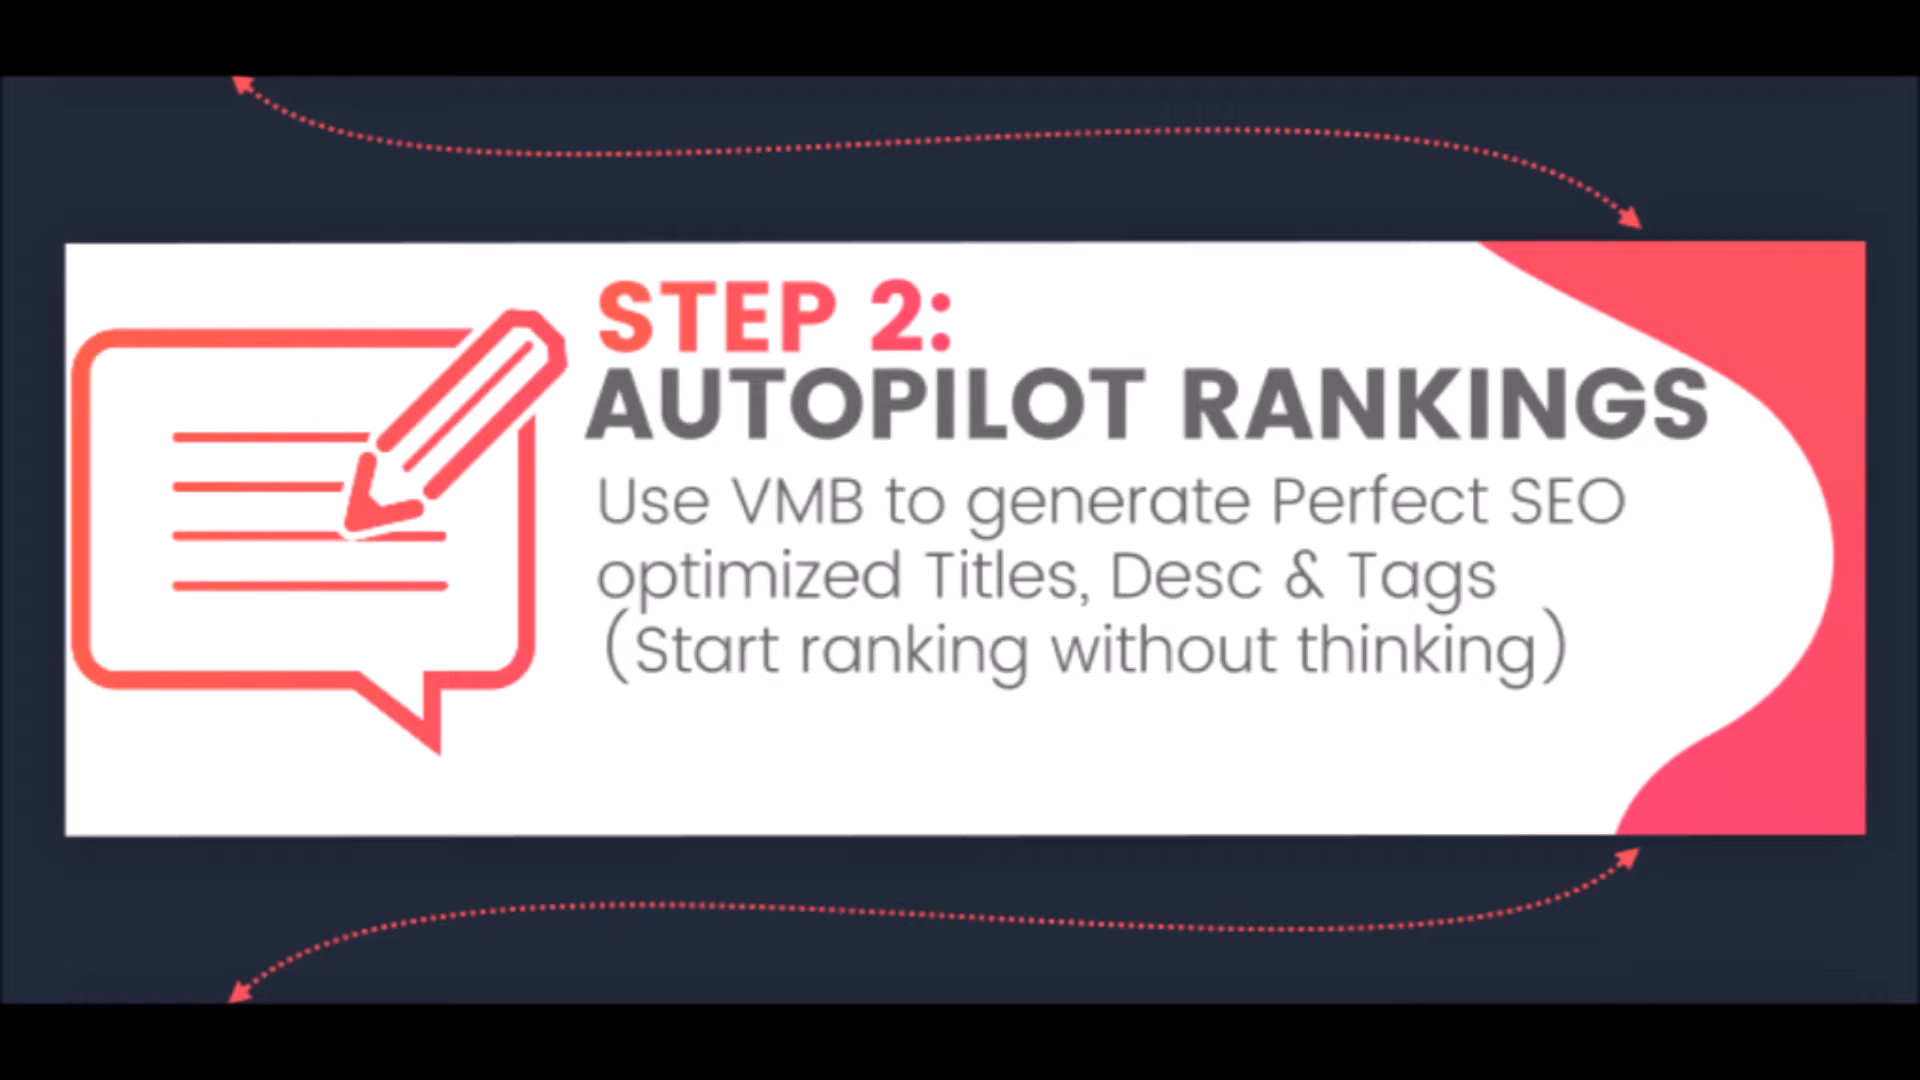 STEP 2:
AUTOPILOT RANKINGS
Use VMB to generate Perfect SEO
optimized Titles, Desc & Tags
(Start ranking without thinking)